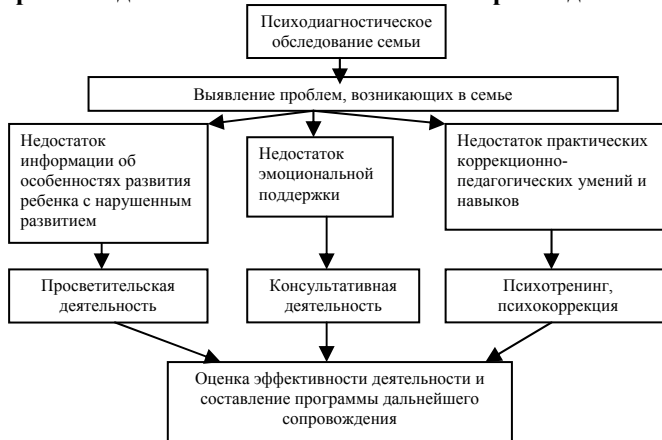 Психодиагностическое
обследование семьи
Выявление проблем, возникающих в семье
Недостаток
информации об
особенностях развития
ребенка с нарушенным
развитием
Недостаток
эмоциональной
поддержки
Недостаток практических
коррекционно-
педагогических умений и
навыков
Просветительская
деятельность
Консультативная
деятельность
Психотренинг,
психокоррекция
Оценка эффективности деятельности и
составление программы дальнейшего
сопровождения